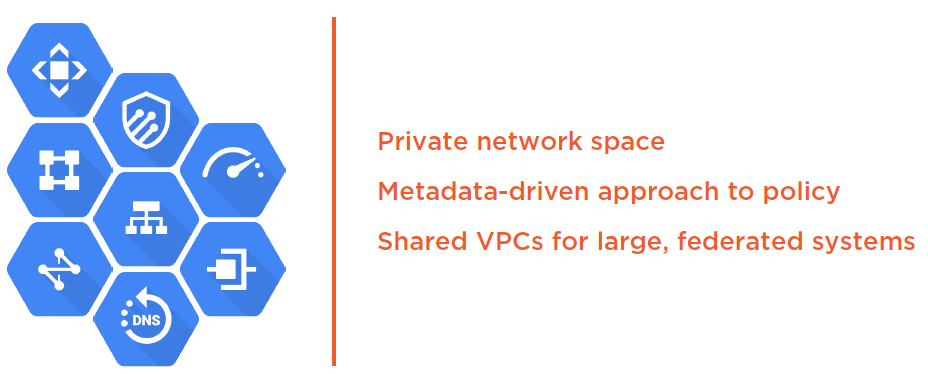 DNS
Private network space
Metadata-driven approach to policy
Shared VPCs for large, federated systems